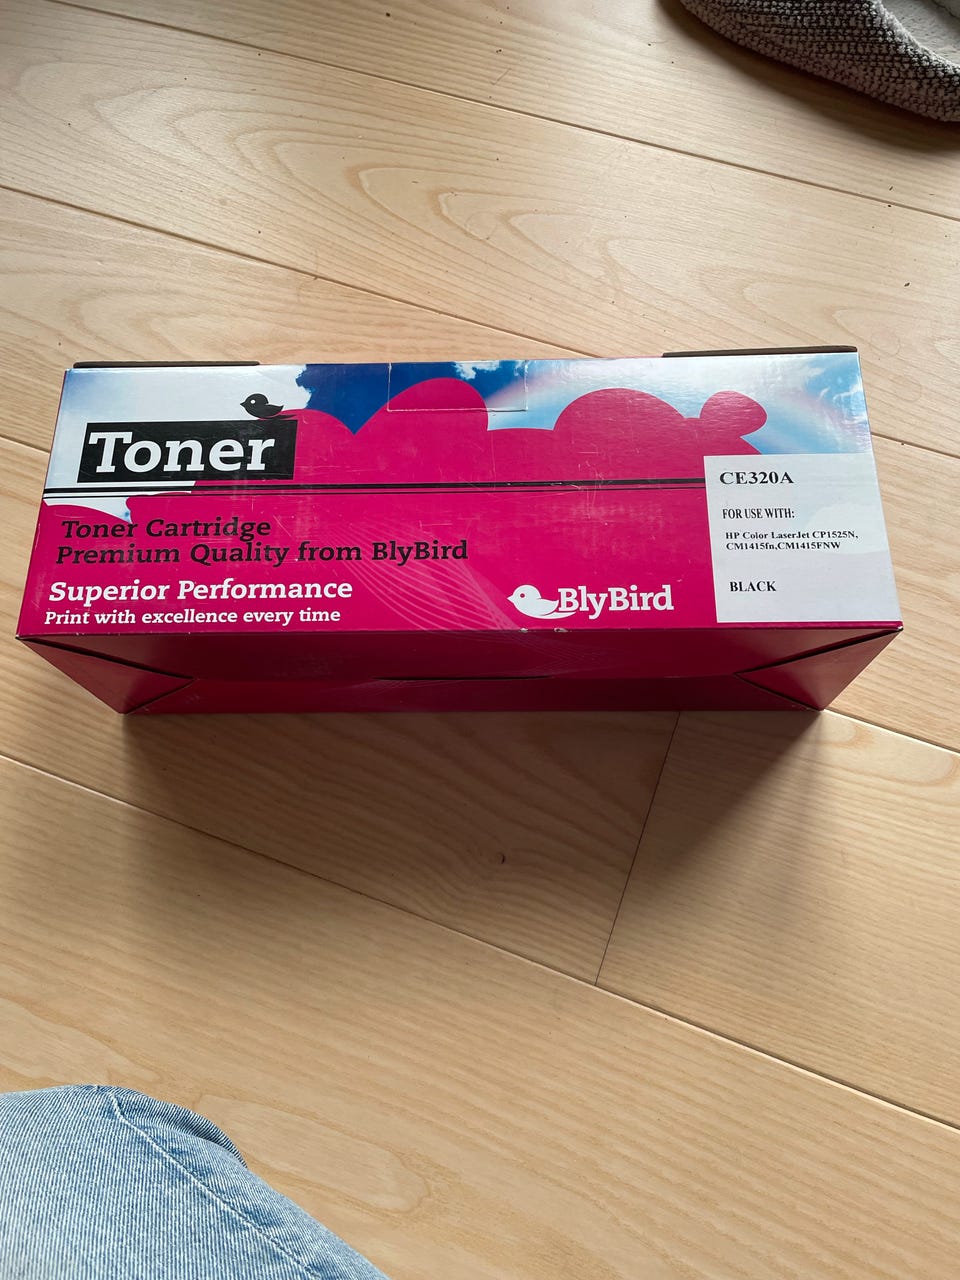 Toner
Toner Cartridge
Premium Quality from BlyBird
Superior Performance
Print with excellence every time
BlyBird
CE320A
FOR USE WITH:
HP Color LaserJet CP1525N,
CM1415fn,CM1415FNW
BLACK